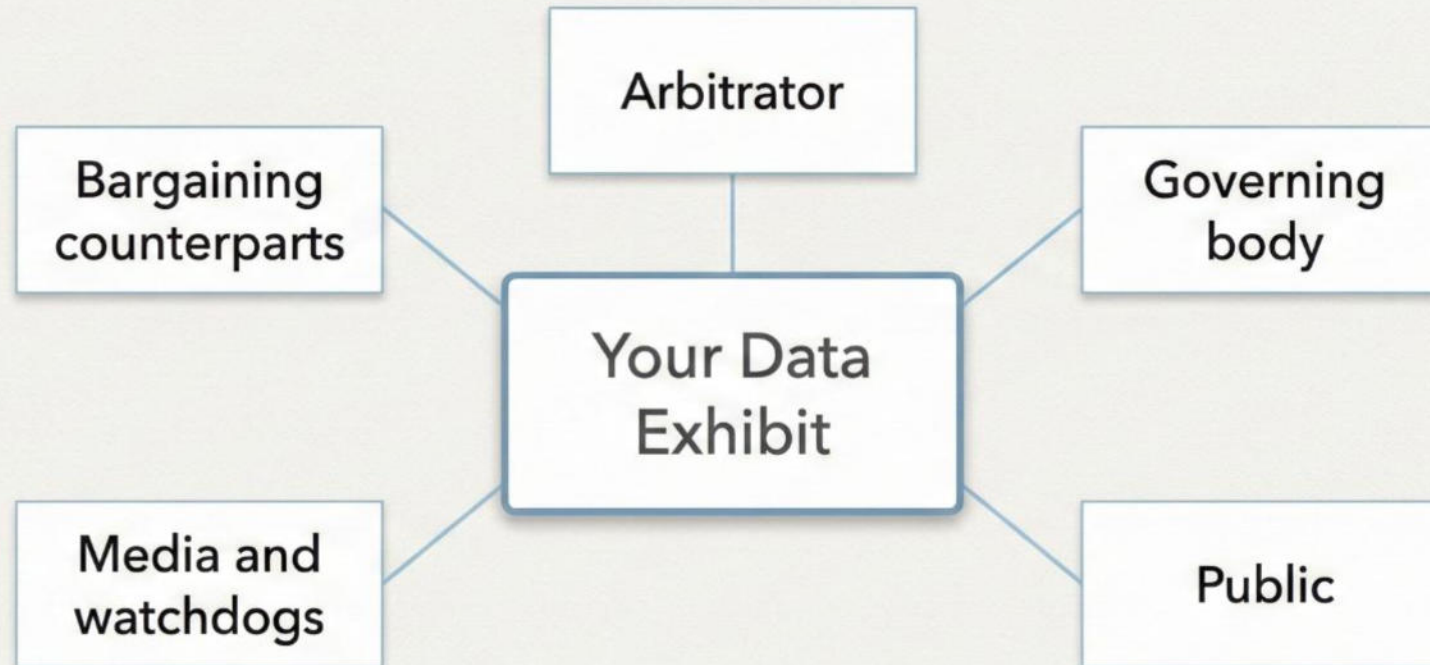 Arbitrator
Bargaining
counterparts
Governing
body
Your Data
Exhibit
Media and
watchdogs
Public